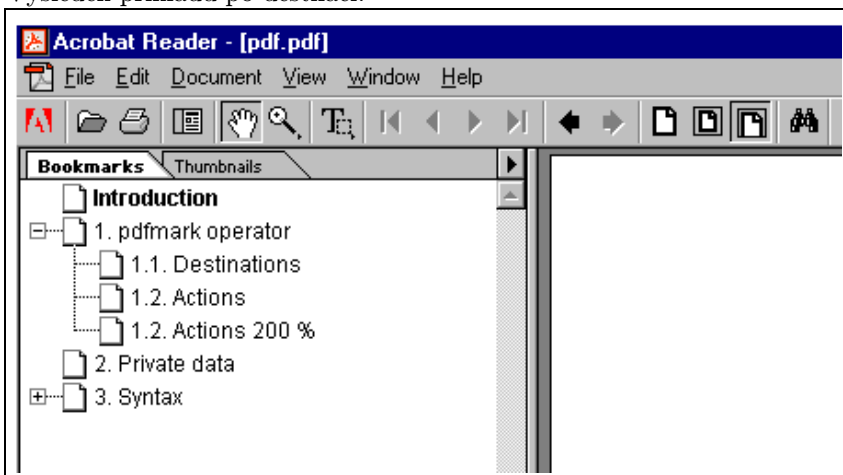 Acrobat Reader - [pdf.pdf]
File Edit Document View Window Help
Bookmarks Thumbnails
Introduction
1. pdfmark operator
1.1. Destinations
1.2. Actions
1.2. Actions 200 %
2. Private data
3. Syntax